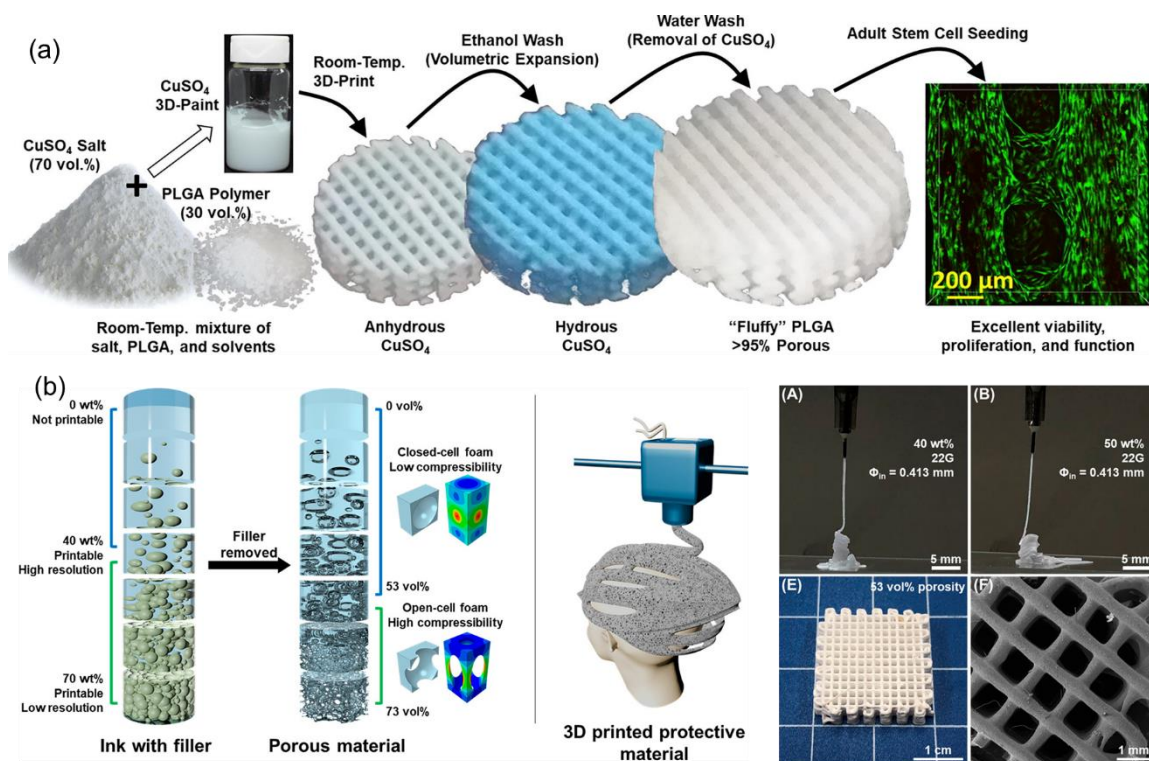 (a)
CuSO₄ Salt
(70 vol.%)
+
PLGA Polymer
(30 vol.%)
CuSO₄
3D-Paint
Room-Temp.
3D-Print
Ethanol Wash
(Volumetric Expansion)
Water Wash
(Removal of CuSO₄)
Adult Stem Cell Seeding
200 μm
Room-Temp. mixture of
salt, PLGA, and solvents
Anhydrous
CuSO₄
Hydrous
CuSO₄
“Fluffy” PLGA
>95% Porous
Excellent viability,
proliferation, and function
(b)
0 wt%
Not printable
40 wt%
Printable
High resolution
70 wt%
Printable
Low resolution
Ink with filler
Filler
removed
0 vol%
Closed-cell foam
Low compressibility
53 vol%
Open-cell foam
High compressibility
73 vol%
Porous material
3D printed protective
material
(A)
40 wt%
22G
Φin = 0.413 mm
5 mm
(B)
50 wt%
22G
Φin = 0.413 mm
5 mm
(E)
53 vol% porosity
1 cm
(F)
1 mm